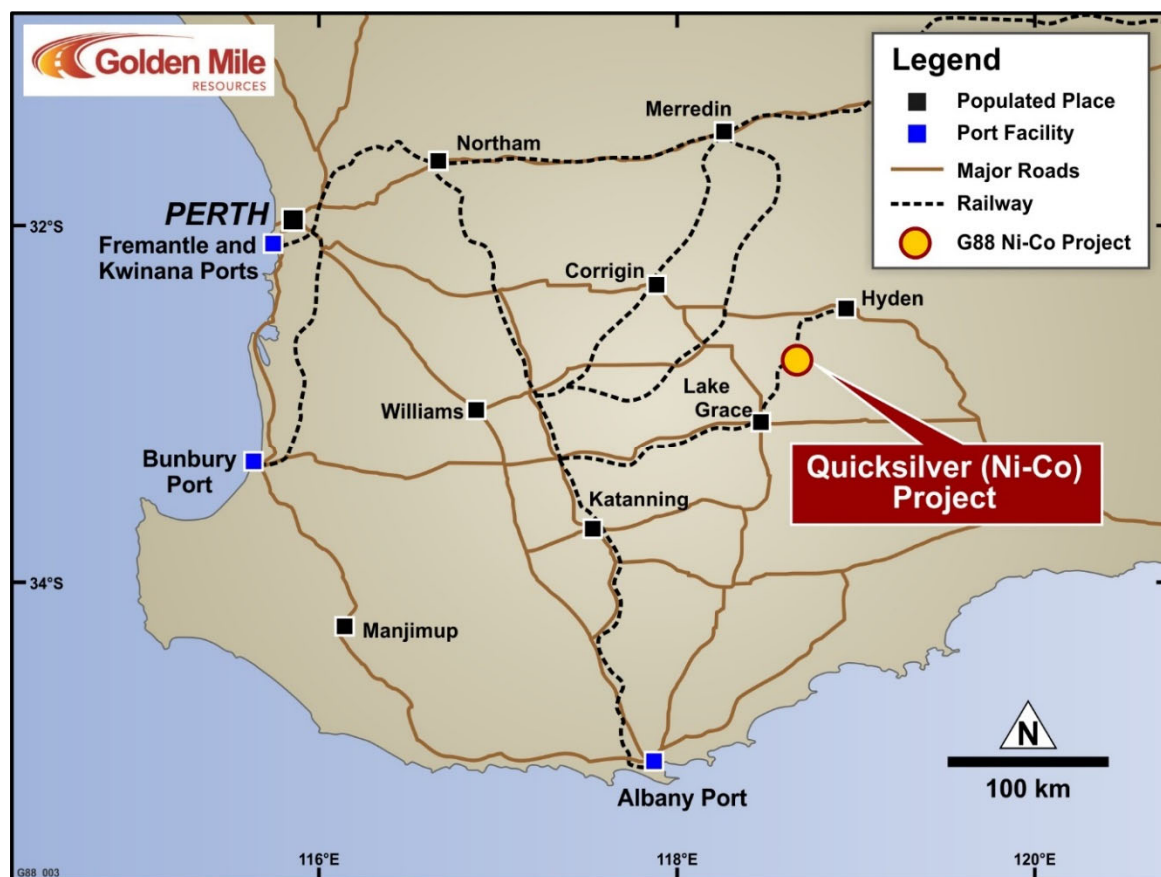 Golden Mile
RESOURCES
Legend
Populated Place
Port Facility
Major Roads
Railway
G88 Ni-Co Project
Merredin
Northam
PERTH
Fremantle and
Kwinana Ports
32°S
Corrigin
Hyden
Lake
Grace
Williams
Bunbury
Port
Quicksilver (Ni-Co)
Project
Katanning
34°S
Manjimup
N
100 km
Albany Port
116°E
118°E
120°E
G88_003